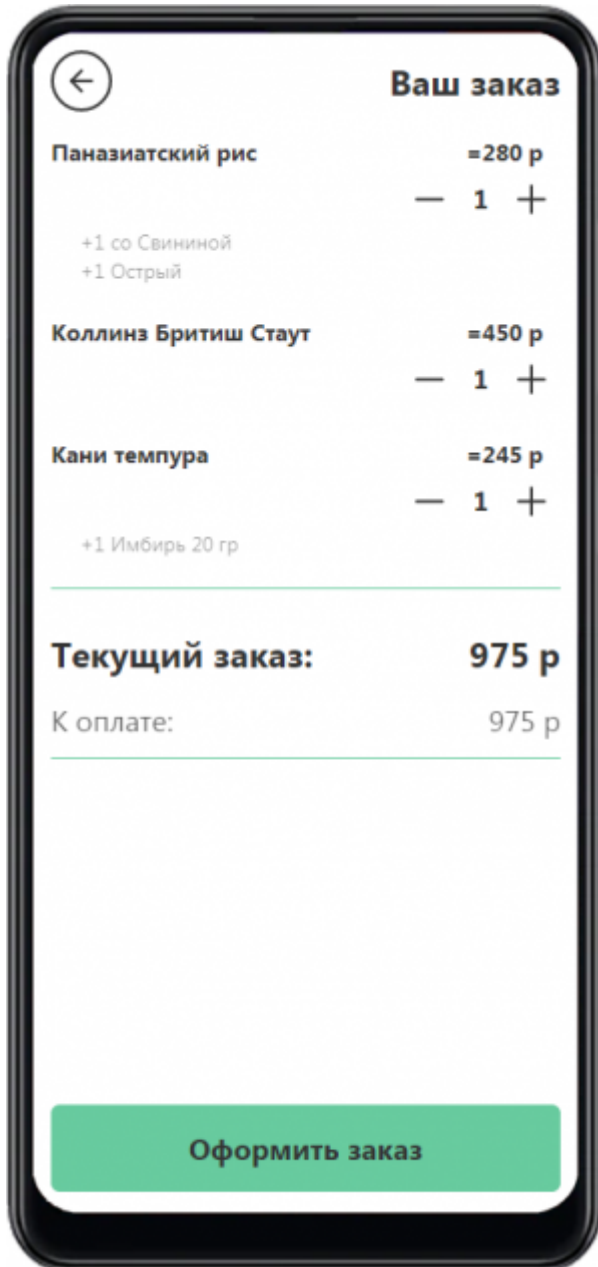 Ваш заказ
Паназиатский рис =280 р
— 1 +
+1 со Свининой
+1 Острый
Коллинз Бритиш Стаут =450 р
— 1 +
Кани темпура =245 р
— 1 +
+1 Имбирь 20 гр
Текущий заказ: 975 р
К оплате: 975 р
Оформить заказ